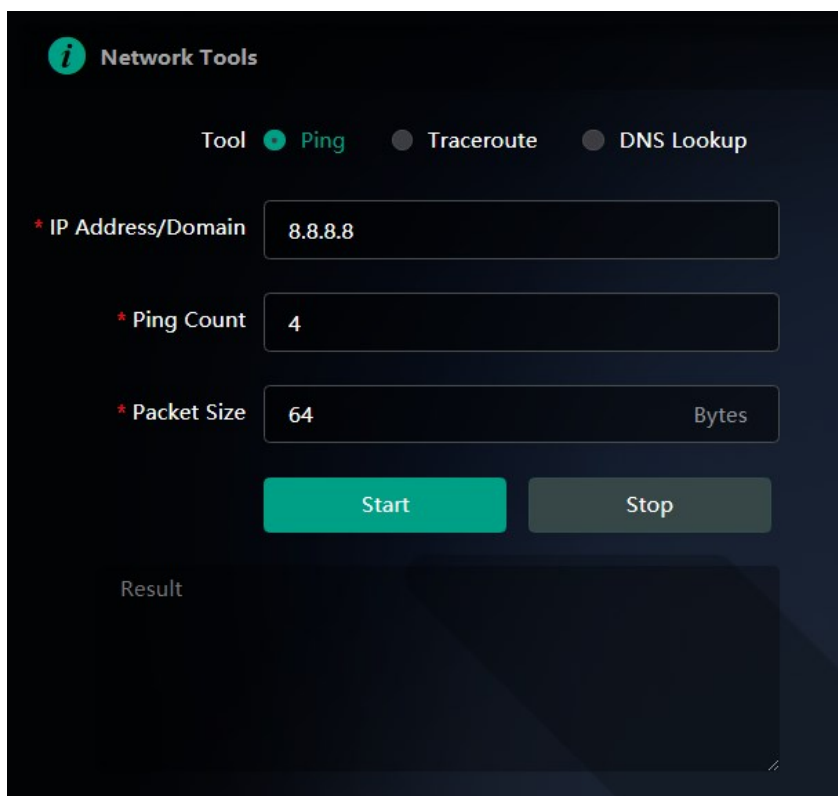 i Network Tools
Tool Ping Traceroute DNS Lookup
* IP Address/Domain 8.8.8.8
* Ping Count 4
* Packet Size 64 Bytes
Start Stop
Result